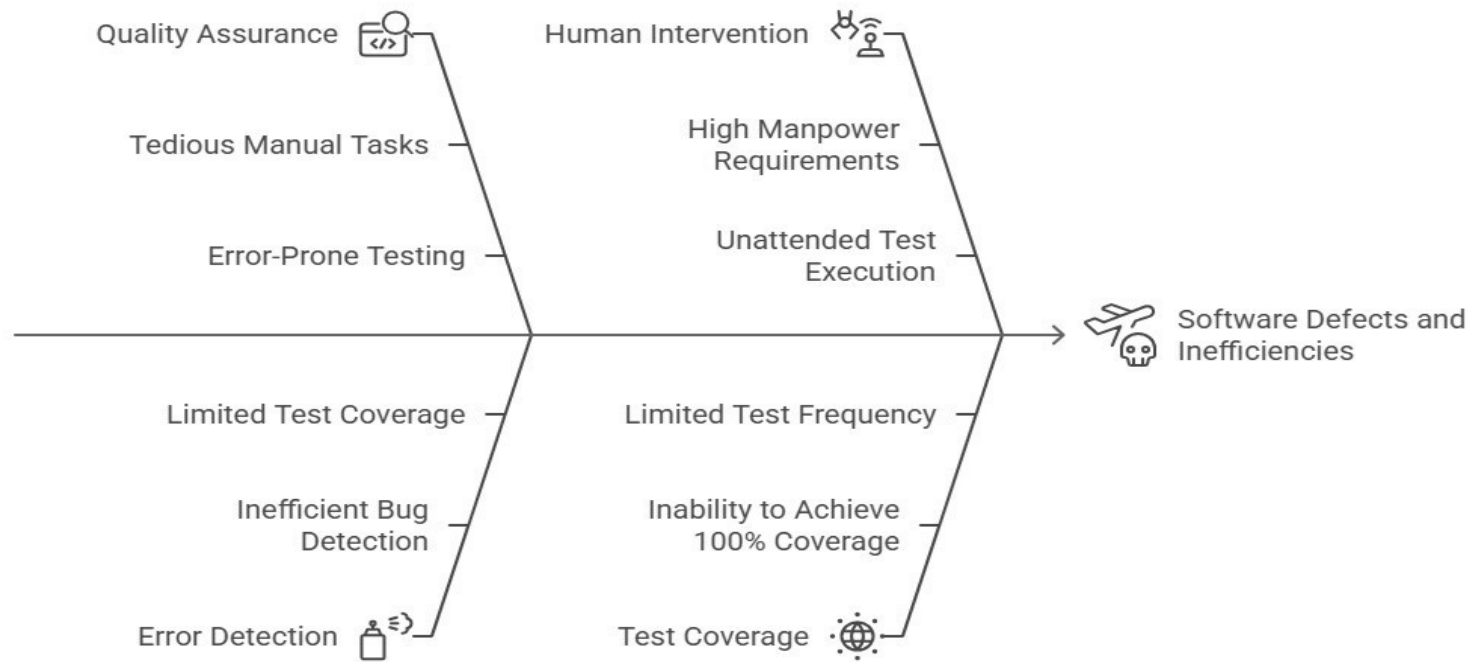 Quality Assurance
Human Intervention
Tedious Manual Tasks
High Manpower
Requirements
Error-Prone Testing
Unattended Test
Execution
Software Defects and
Inefficiencies
Limited Test Coverage
Limited Test Frequency
Inefficient Bug
Detection
Inability to Achieve
100% Coverage
Error Detection
Test Coverage